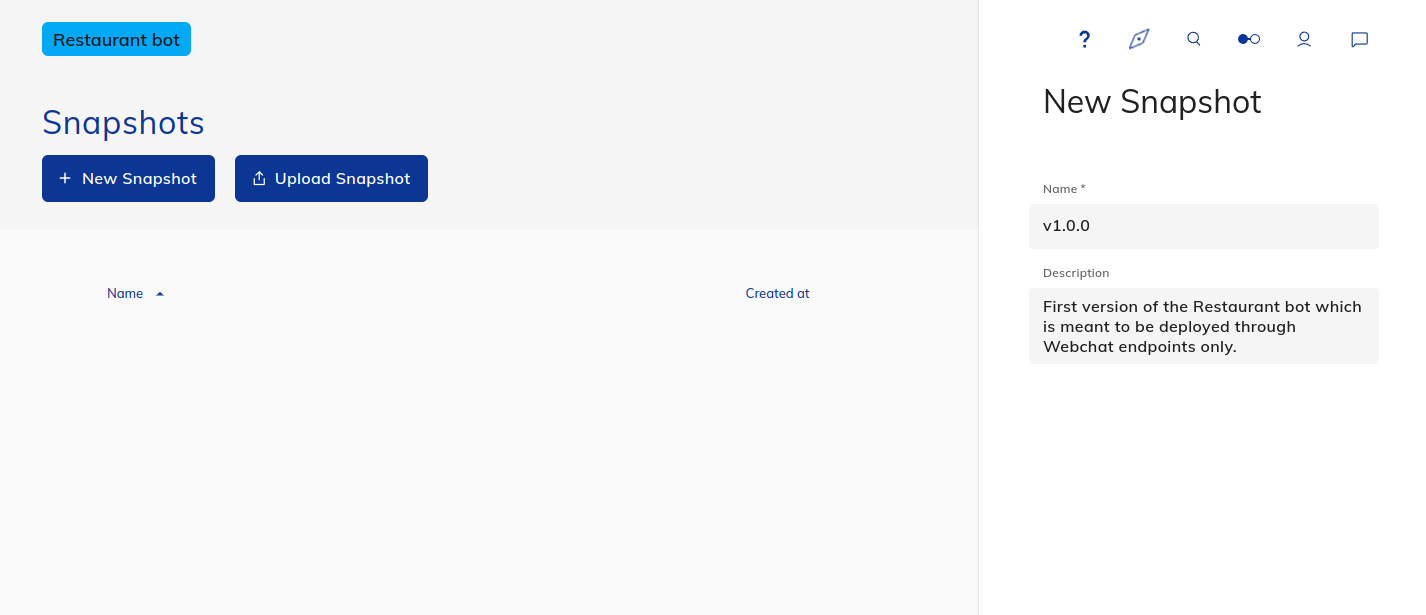 Restaurant bot
Snapshots
New Snapshot
Upload Snapshot
Name
Created at
?
New Snapshot
Name *
v1.0.0
Description
First version of the Restaurant bot which
is meant to be deployed through
Webchat endpoints only.